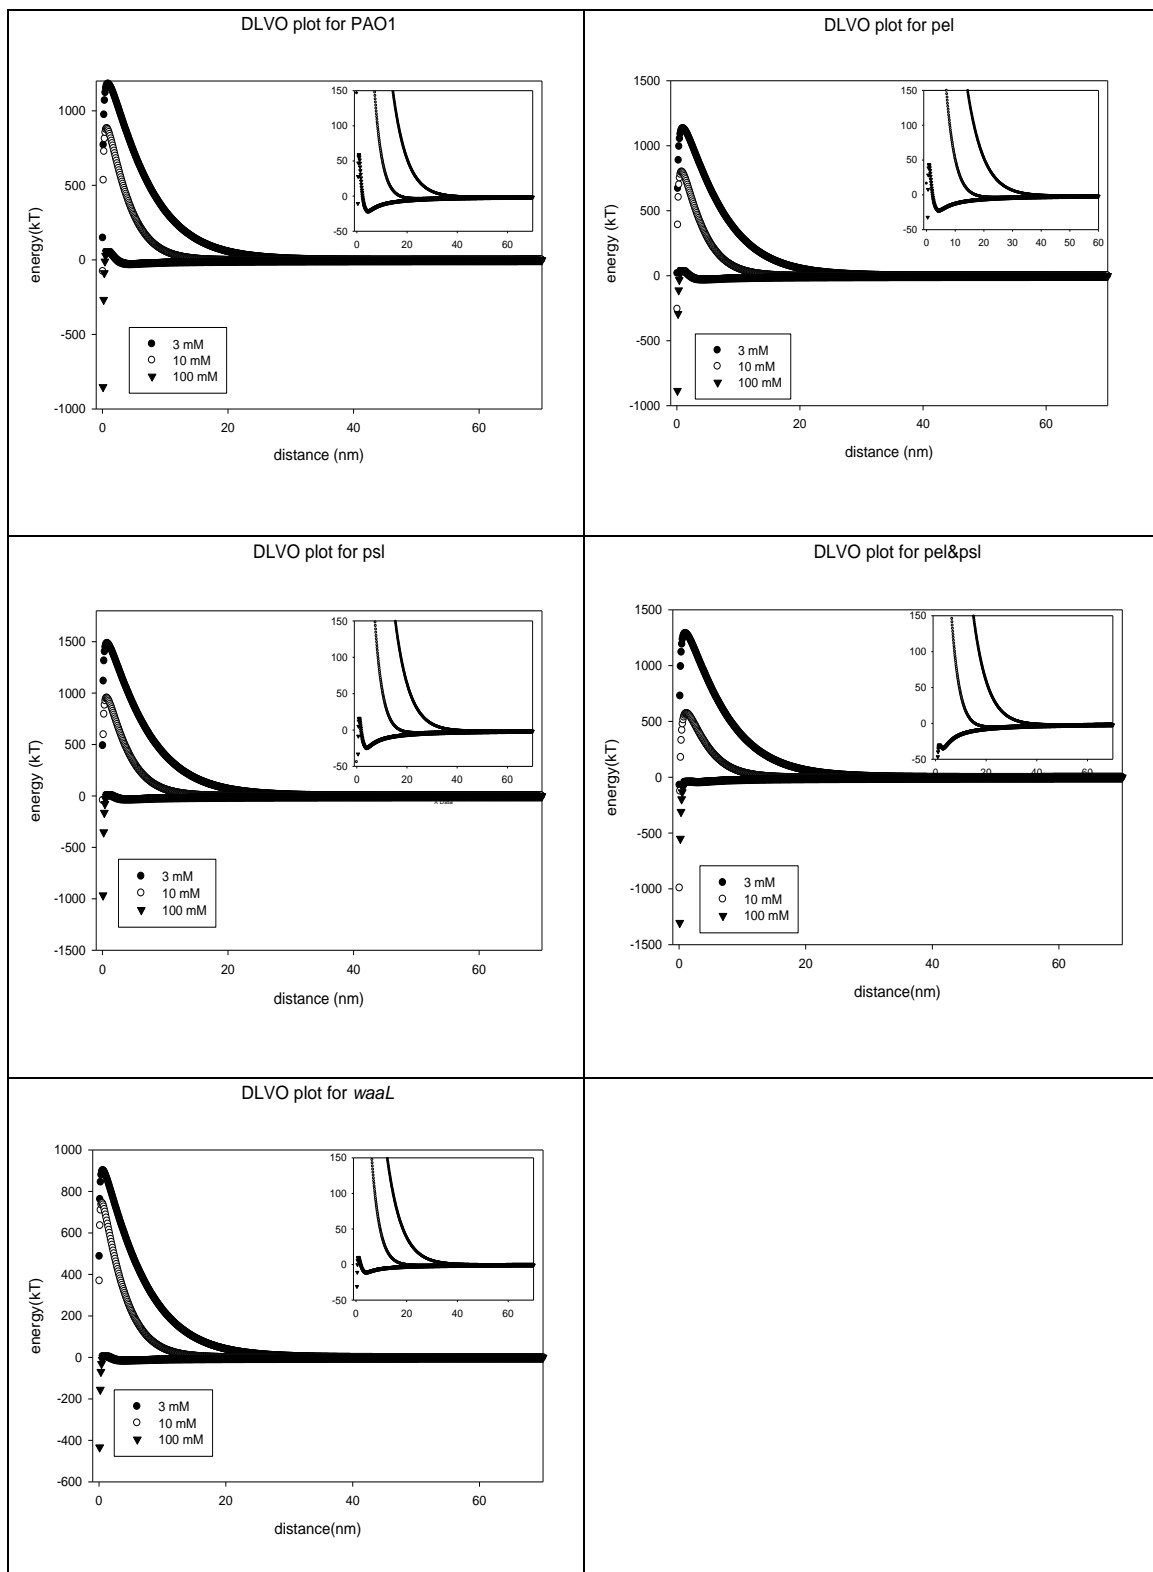 DLVO plot for PAO1
energy(kT)
1000
500
0
-500
-1000
150
100
50
0
-50
0 20 40 60
3 mM
10 mM
100 mM
0 20 40 60
distance (nm)
DLVO plot for pel
energy (kT)
1500
1000
500
0
-500
-1000
150
100
50
0
-50
0 10 20 30 40 50 60
3 mM
10 mM
100 mM
0 20 40 60
distance (nm)
DLVO plot for psl
energy (kT)
1500
1000
500
0
-500
-1000
-1500
150
100
50
0
-50
0 20 40 60
X Data
3 mM
10 mM
100 mM
0 20 40 60
distance (nm)
DLVO plot for pel&psl
energy(kT)
1500
1000
500
0
-500
-1000
-1500
150
100
50
0
-50
0 20 40 60
3 mM
10 mM
100 mM
0 20 40 60
distance(nm)
DLVO plot for waaL
energy(kT)
1000
800
600
400
200
0
-200
-400
-600
150
100
50
0
-50
0 20 40 60
3 mM
10 mM
100 mM
0 20 40 60
distance(nm)